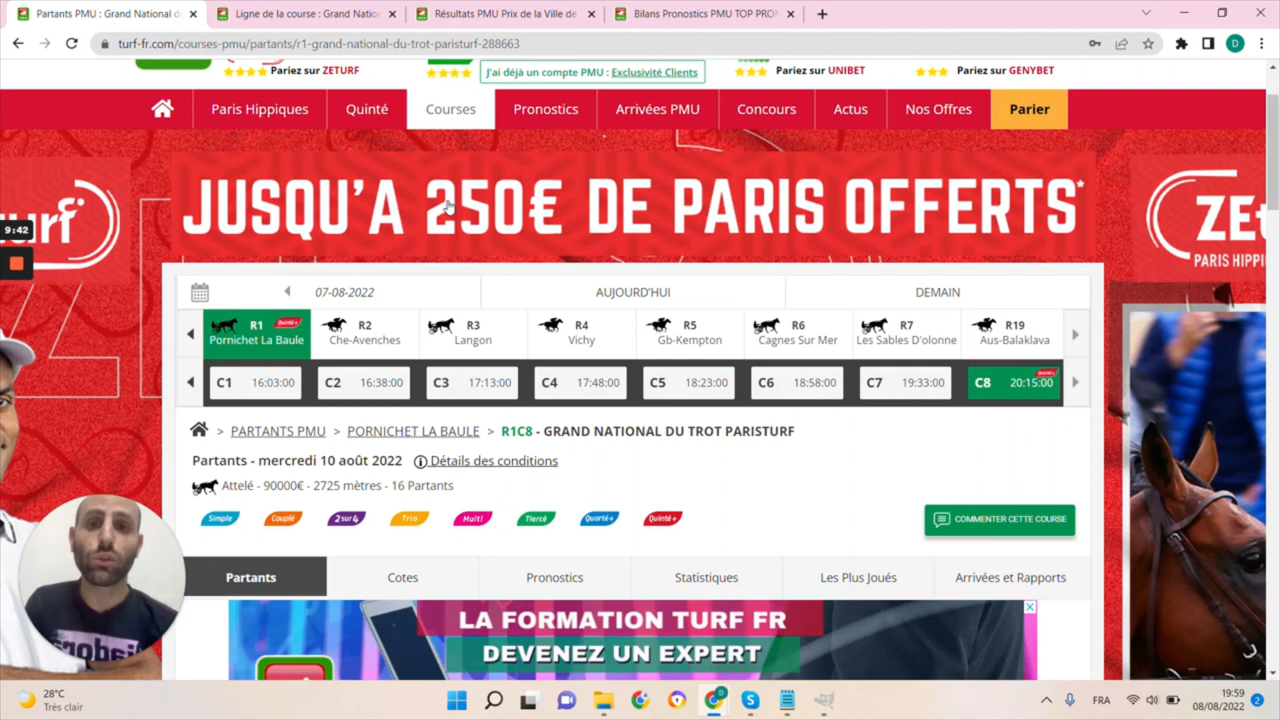 Partants PMU : Grand National d
Ligne de la course : Grand Natio
Résultats PMU Prix de la Ville de
Bilans Pronostics PMU TOP PRO
turf-fr.com/courses-pmu/partants/r1-grand-national-du-trot-paristurf-288663
D
Pariez sur ZETURF
J'ai déjà un compte PMU : Exclusivité Clients
Pariez sur UNIBET
Pariez sur GENYBET
Paris Hippiques
Quinté
Courses
Pronostics
Arrivées PMU
Concours
Actus
Nos Offres
Parier
JUSQU'A 250€ DE PARIS OFFERTS*
turf
ZEt
PARIS HIPPI
9:42
07-08-2022
AUJOURD'HUI
DEMAIN
R1 Quinté+
Pornichet La Baule
R2
Che-Avenches
R3
Langon
R4
Vichy
R5
Gb-Kempton
R6
Cagnes Sur Mer
R7
Les Sables D'olonne
R19
Aus-Balaklava
C1 16:03:00
C2 16:38:00
C3 17:13:00
C4 17:48:00
C5 18:23:00
C6 18:58:00
C7 19:33:00
C8 20:15:00 Quinté+
> PARTANTS PMU > PORNICHET LA BAULE > R1C8 - GRAND NATIONAL DU TROT PARISTURF
Partants - mercredi 10 août 2022 Détails des conditions
Attelé - 90000€ - 2725 mètres - 16 Partants
Simple
Couplé
2sur4
Trio
Multi
Tiercé
Quarté+
Quinté+
COMMENTER CETTE COURSE
Partants
Cotes
Pronostics
Statistiques
Les Plus Joués
Arrivées et Rapports
LA FORMATION TURF FR
DEVENEZ UN EXPERT
28°C
Très clair
FRA
19:59
08/08/2022
2